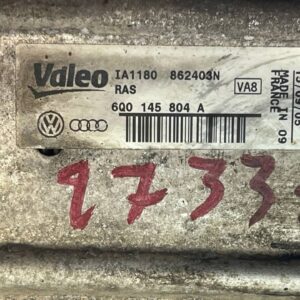 Valeo
IA1180 862403N
RAS
VA8
6Q0 145 804 A
MADE IN
FRANCE
09
2733